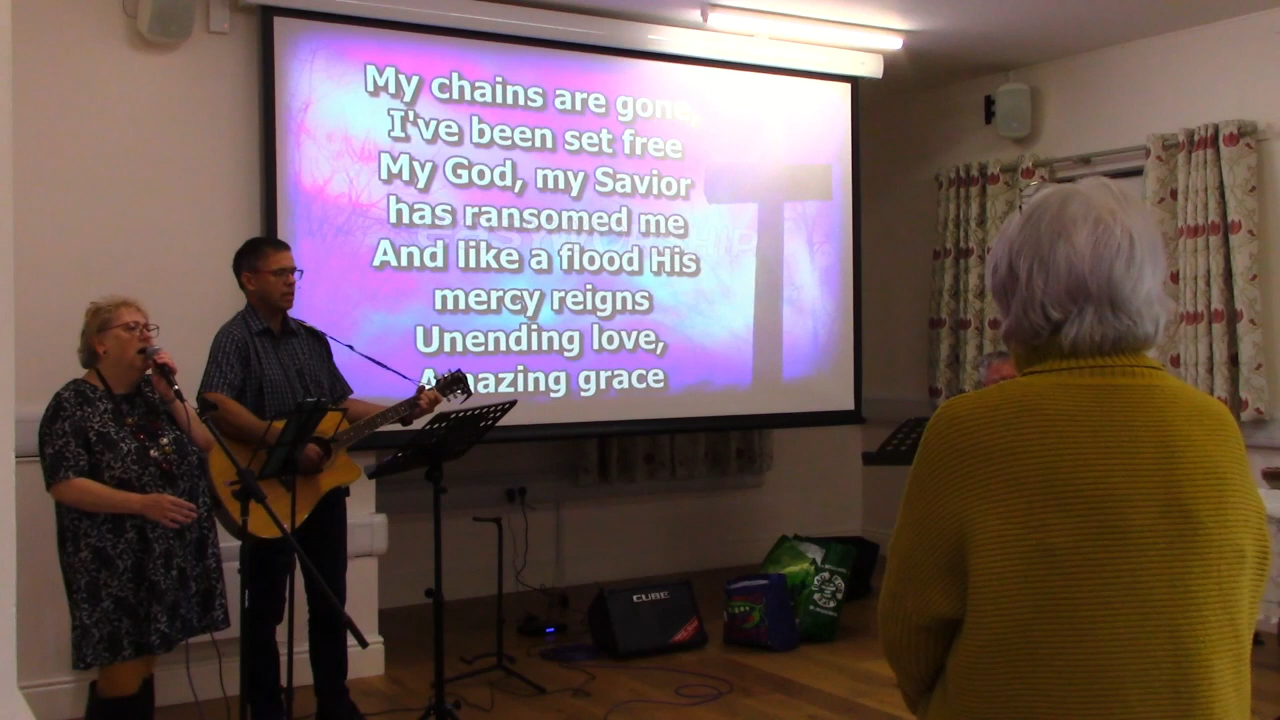 My chains are gone,
I've been set free
My God, my Savior
has ransomed me
And like a flood His
mercy reigns
Unending love,
Amazing grace
CUBE